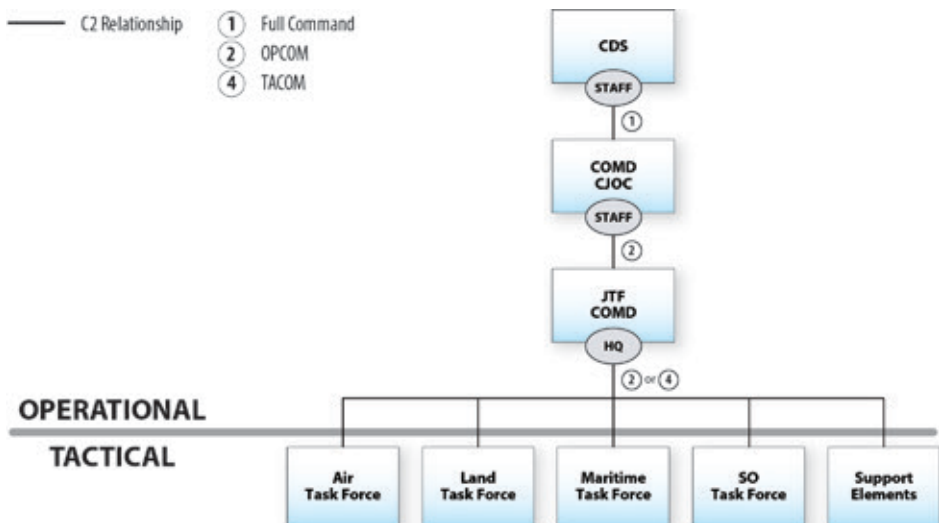 C2 Relationship
1 Full Command
2 OPCOM
4 TACOM
CDS
STAFF
1
COMD
CJOC
STAFF
2
JTF
COMD
HQ
2 or 4
OPERATIONAL
TACTICAL
Air
Task Force
Land
Task Force
Maritime
Task Force
SO
Task Force
Support
Elements